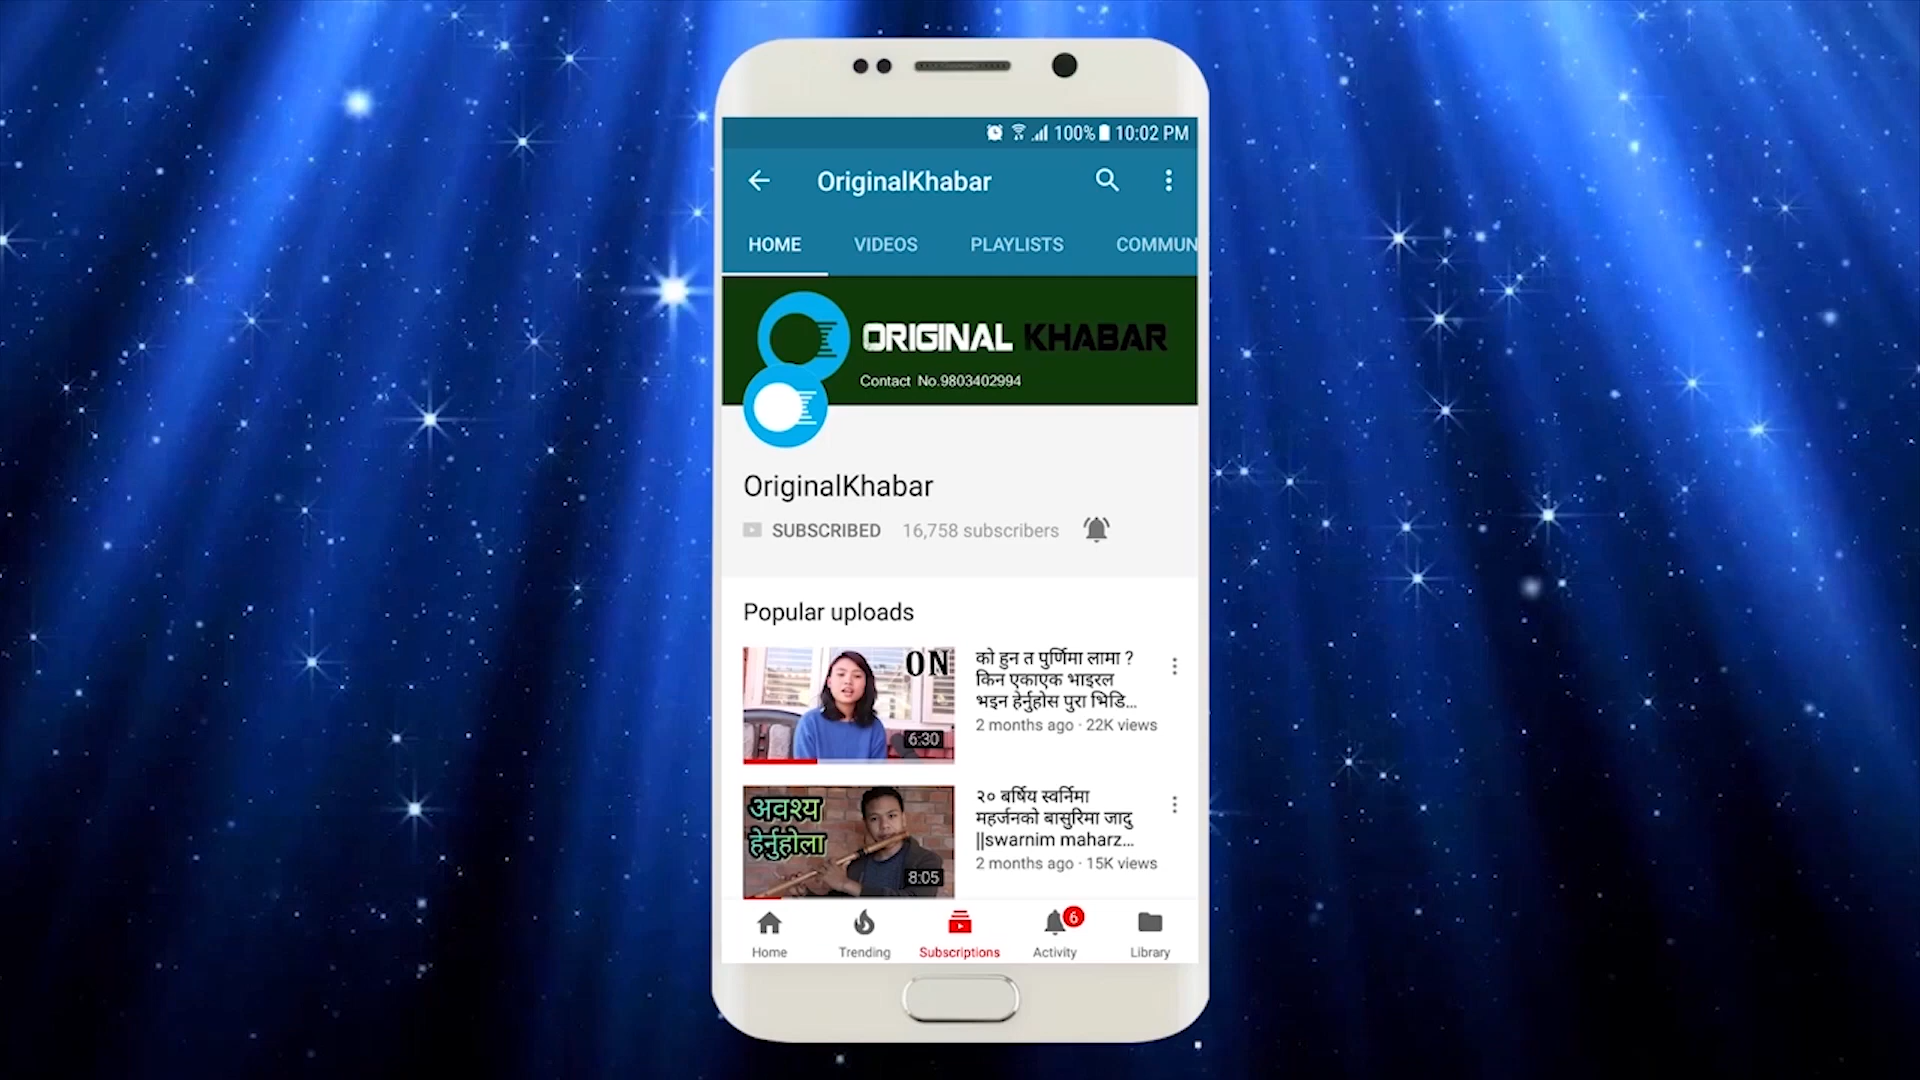 100% 10:02 PM
OriginalKhabar
HOME VIDEOS PLAYLISTS COMMUN
ORIGINAL KHABAR
Contact No.9803402994
OriginalKhabar
SUBSCRIBED 16,758 subscribers
Popular uploads
ON
6:30
को हुन त पुर्णिमा लामा ?
किन एकाएक भाइरल
भइन हेर्नुहोस पुरा भिडि...
2 months ago · 22K views
अवश्य
हेर्नुहोला
8:05
२० बर्षिय स्वर्निमा
महर्जनको बासुरिमा जादु
||swarnim maharz...
2 months ago · 15K views
6
Home Trending Subscriptions Activity Library